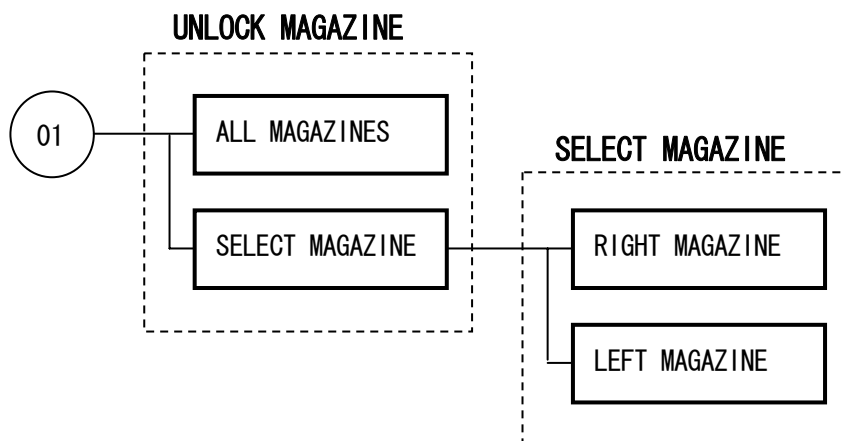 UNLOCK MAGAZINE
01
ALL MAGAZINES
SELECT MAGAZINE
SELECT MAGAZINE
RIGHT MAGAZINE
LEFT MAGAZINE